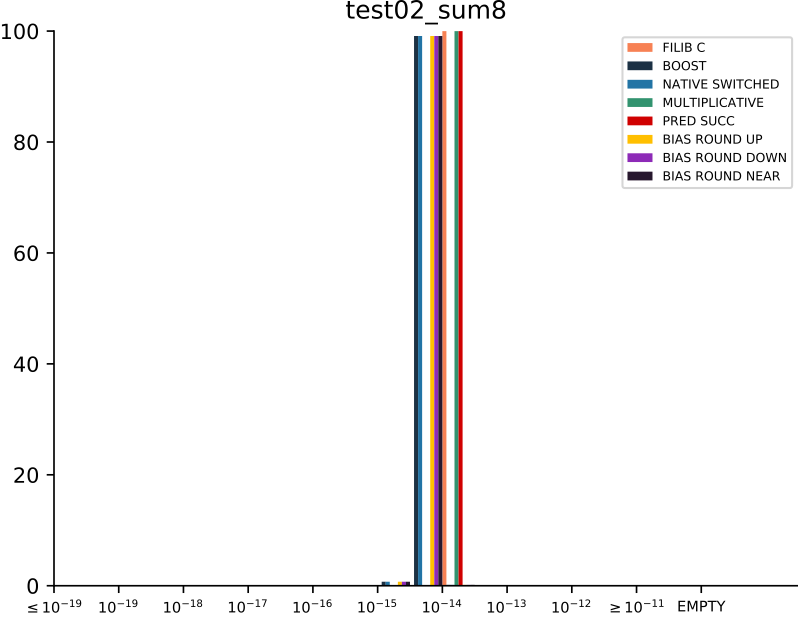 test02_sum8
100
80
60
40
20
0
≤10⁻¹⁹ 10⁻¹⁹ 10⁻¹⁸ 10⁻¹⁷ 10⁻¹⁶ 10⁻¹⁵ 10⁻¹⁴ 10⁻¹³ 10⁻¹² ≥10⁻¹¹ EMPTY
FILIB C
BOOST
NATIVE SWITCHED
MULTIPLICATIVE
PRED SUCC
BIAS ROUND UP
BIAS ROUND DOWN
BIAS ROUND NEAR